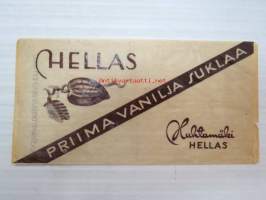 HELLAS
PRIIMA VANILJA SUKLAA
Huhtamäki
HELLAS